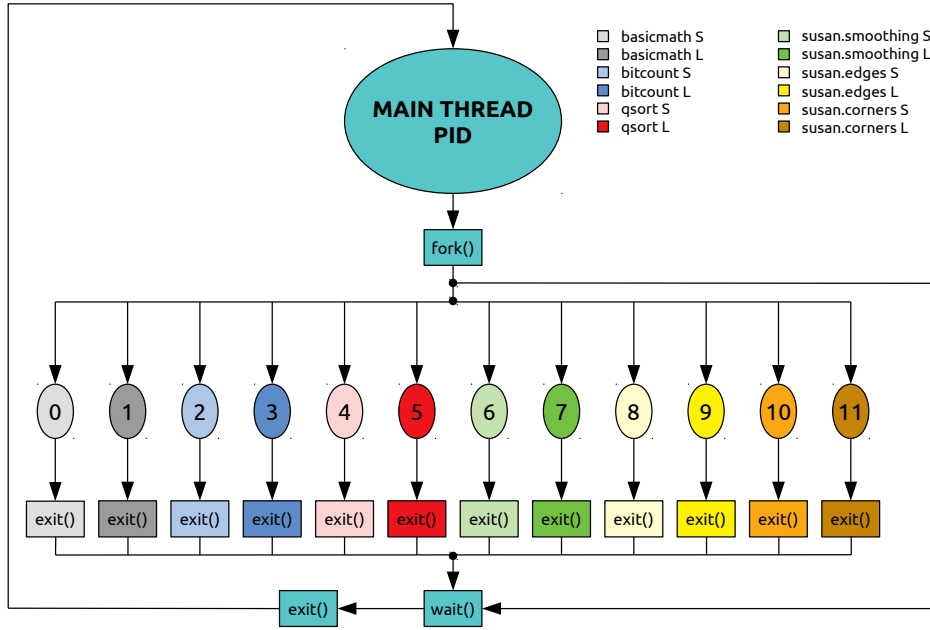 MAIN THREAD
PID
basicmath S
basicmath L
bitcount S
bitcount L
qsort S
qsort L
susan.smoothing S
susan.smoothing L
susan.edges S
susan.edges L
susan.corners S
susan.corners L
fork()
0 1 2 3 4 5 6 7 8 9 10 11
exit() exit() exit() exit() exit() exit() exit() exit() exit() exit() exit() exit()
exit() wait()